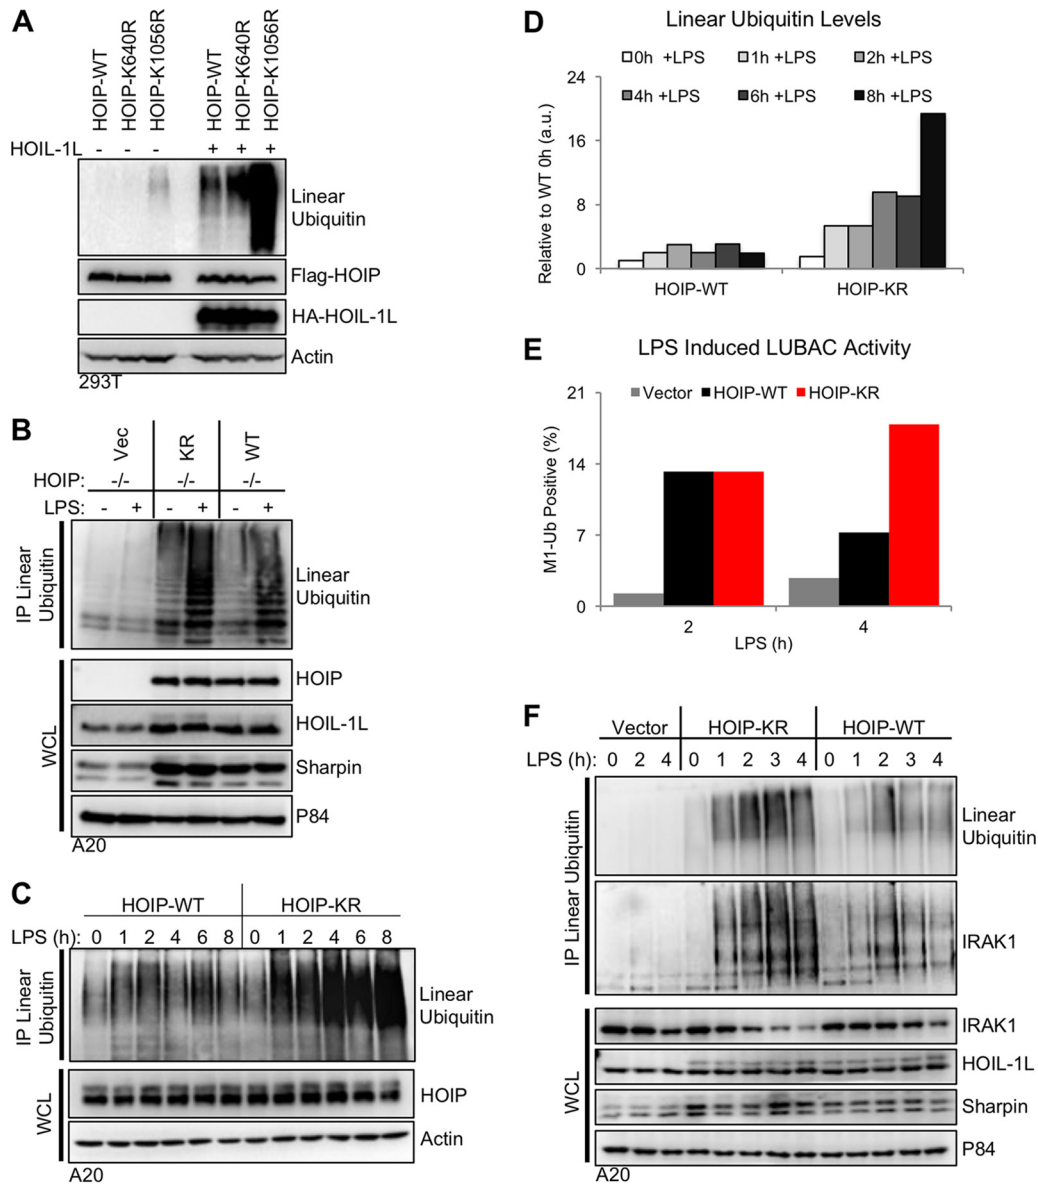 A
HOIP-WT
HOIP-K640R
HOIP-K1056R
HOIP-WT
HOIP-K640R
HOIP-K1056R
HOIL-1L - - - + + +
Linear
Ubiquitin
Flag-HOIP
HA-HOIL-1L
Actin
293T
B
Vec KR WT
HOIP: -/- -/- -/-
LPS: - + - + - +
IP Linear
Ubiquitin
Linear
Ubiquitin
WCL
HOIP
HOIL-1L
Sharpin
P84
A20
C
HOIP-WT HOIP-KR
LPS (h): 0 1 2 4 6 8 0 1 2 4 6 8
IP Linear
Ubiquitin
Linear
Ubiquitin
WCL
HOIP
Actin
A20
D
Linear Ubiquitin Levels
0h +LPS 1h +LPS 2h +LPS
4h +LPS 6h +LPS 8h +LPS
Relative to WT 0h (a.u.)
24
16
8
0
HOIP-WT HOIP-KR
E
LPS Induced LUBAC Activity
Vector HOIP-WT HOIP-KR
M1-Ub Positive (%)
21
14
7
0
2 4
LPS (h)
F
Vector HOIP-KR HOIP-WT
LPS (h): 0 2 4 0 1 2 3 4 0 1 2 3 4
IP Linear Ubiquitin
Linear
Ubiquitin
IRAK1
WCL
IRAK1
HOIL-1L
Sharpin
P84
A20